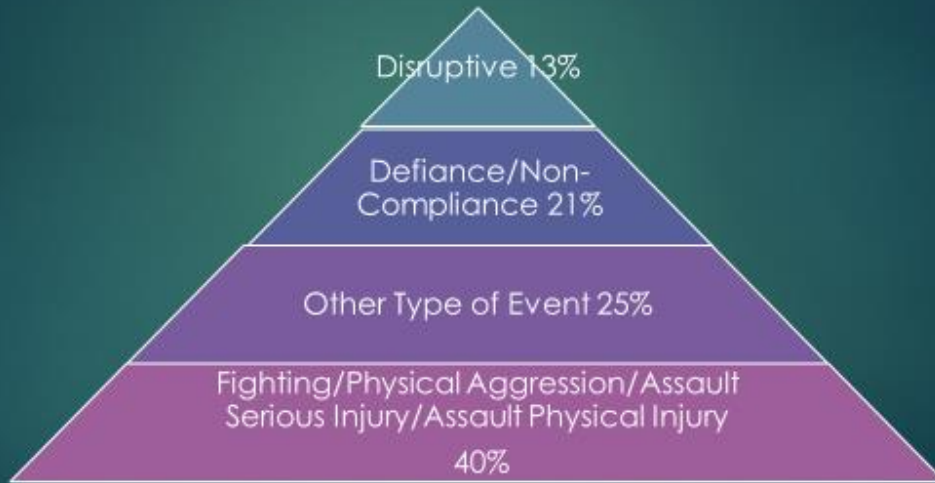 Disruptive 13%
Defiance/Non-
Compliance 21%
Other Type of Event 25%
Fighting/Physical Aggression/Assault
Serious Injury/Assault Physical Injury
40%